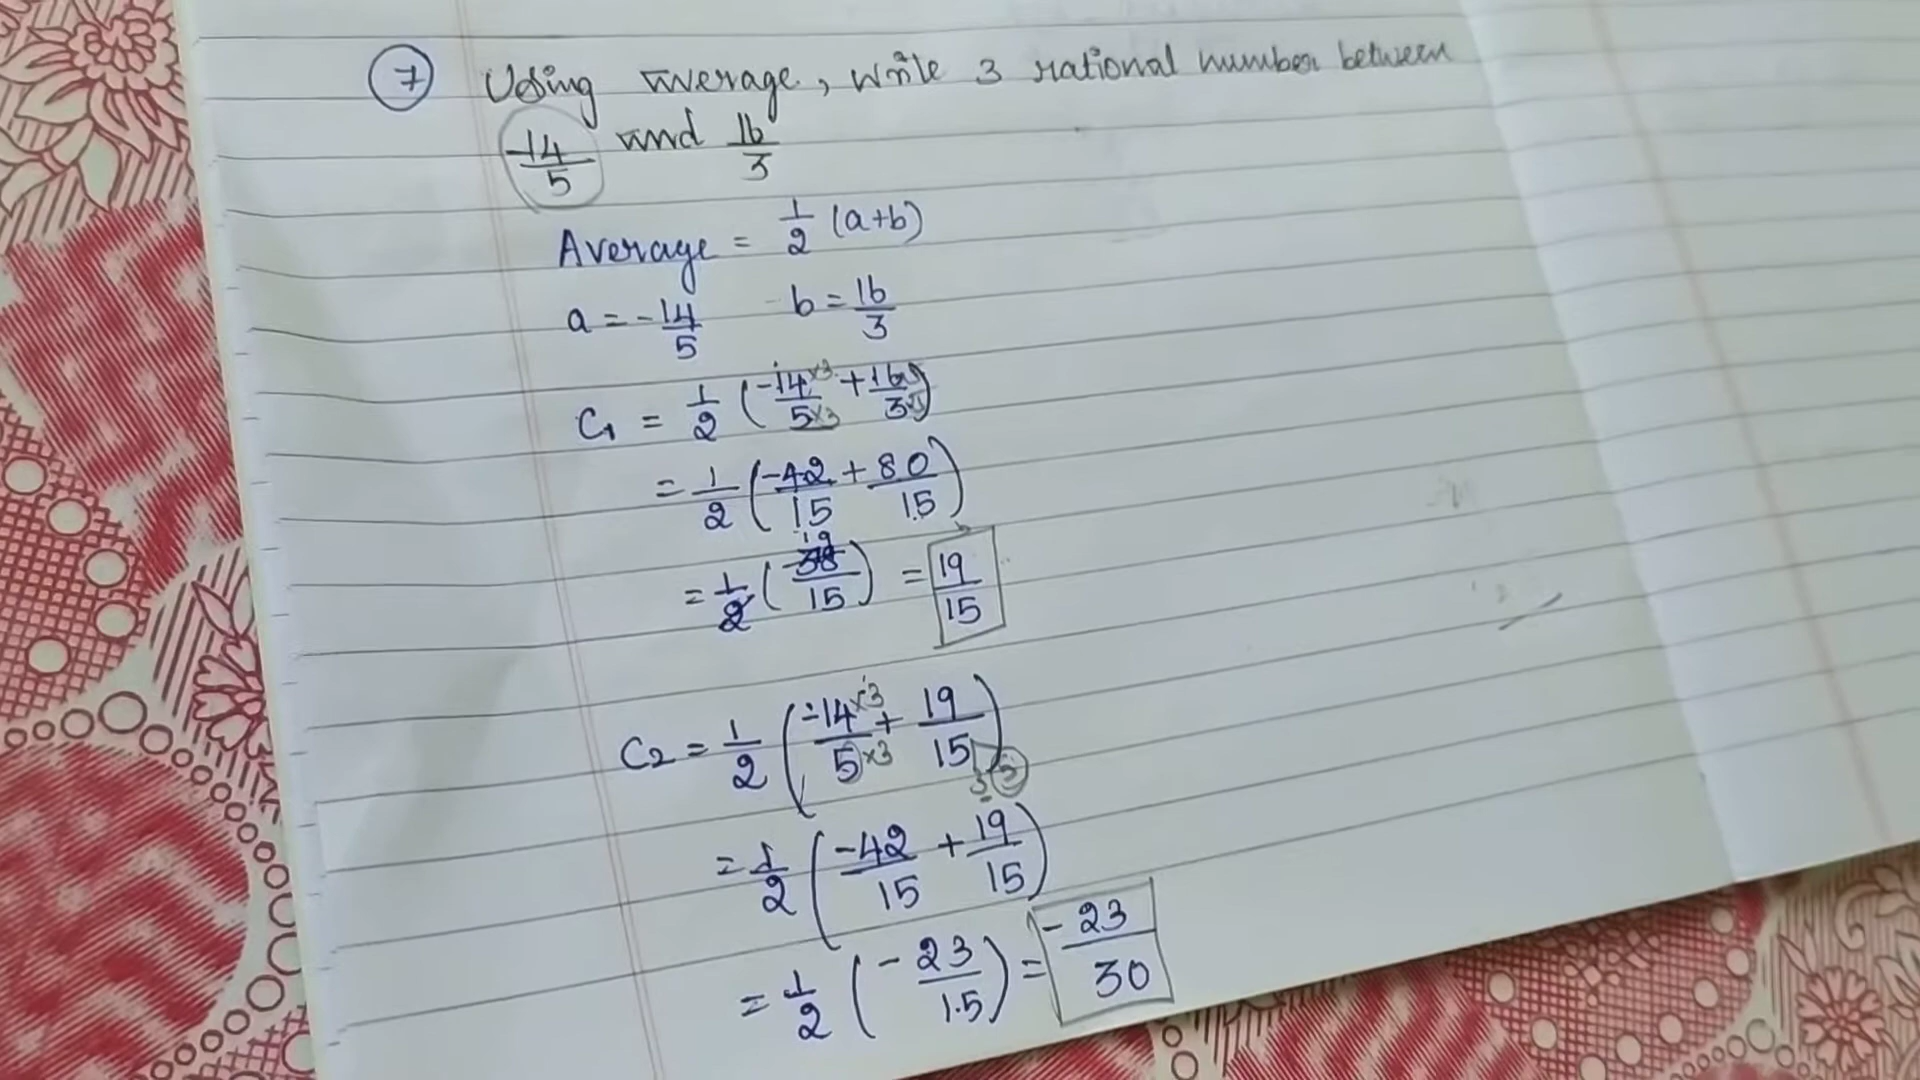 7 Using average, write 3 rational number between
-14/5 and 16/3
Average = 1/2 (a+b)
a = -14/5 b = 16/3
C1 = 1/2 (-14×3/5×3 + 16×5/3×5)
= 1/2 (-42/15 + 80/15)
= 1/2 (38/15) 19 = 19/15
C2 = 1/2 (-14×3/5×3 + 19/15)
3 5
= 1/2 (-42/15 + 19/15)
= 1/2 (-23/15) = -23/30